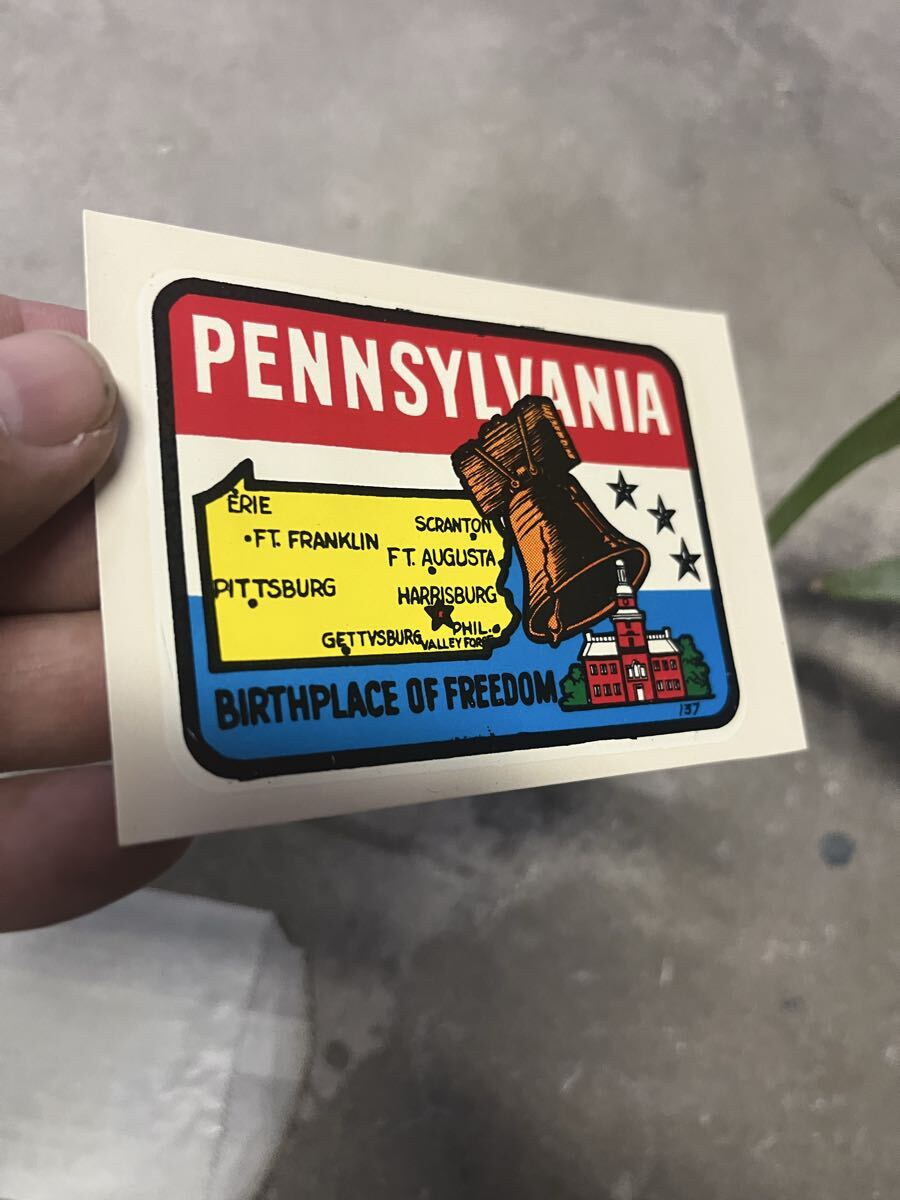 PENNSYLVANIA
ERIE
FT. FRANKLIN
SCRANTON
FT. AUGUSTA
PITTSBURG
HARRISBURG
GETTYSBURG
PHIL.
VALLEY FORGE
BIRTHPLACE OF FREEDOM
137